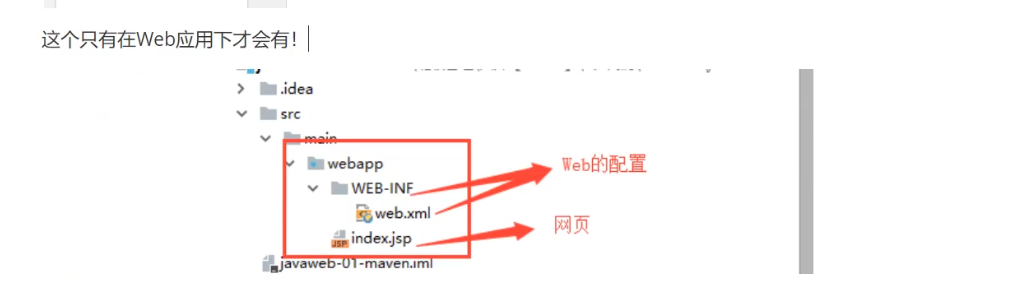 这个只有在Web应用下才会有！
.idea
src
main
webapp
WEB-INF
Web的配置
web.xml
网页
index.jsp
JSP
javaweb-01-maven.iml